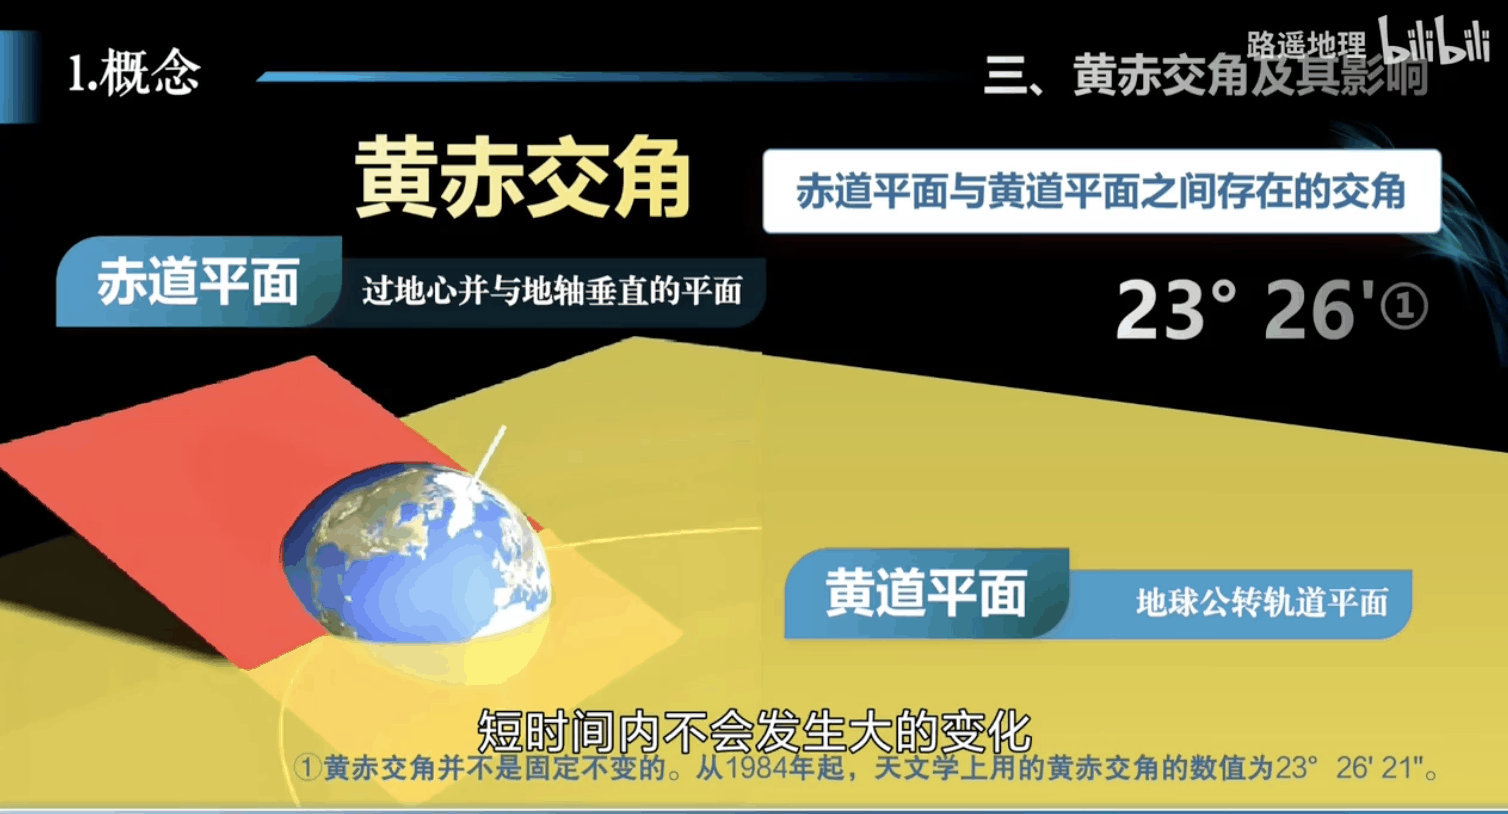 路遥地理 bilibili
1.概念
三、黄赤交角及其影响
黄赤交角
赤道平面与黄道平面之间存在的交角
赤道平面
过地心并与地轴垂直的平面
23° 26'①
黄道平面
地球公转轨道平面
短时间内不会发生大的变化
①黄赤交角并不是固定不变的。从1984年起，天文学上用的黄赤交角的数值为23° 26' 21"。